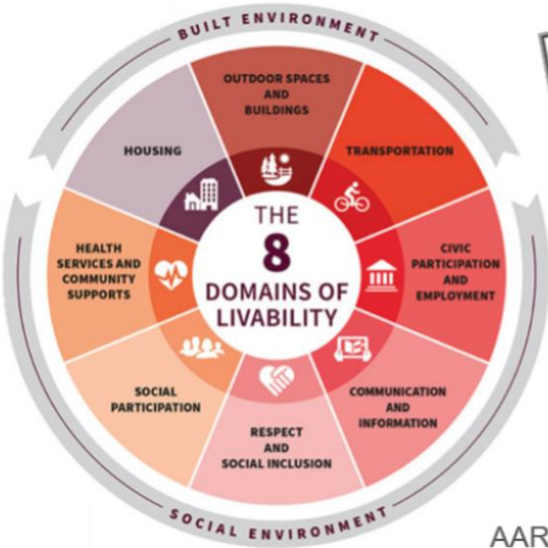 BUILT ENVIRONMENT
OUTDOOR SPACES
AND
BUILDINGS
HOUSING
TRANSPORTATION
THE
8
DOMAINS OF
LIVABILITY
HEALTH
SERVICES AND
COMMUNITY
SUPPORTS
CIVIC
PARTICIPATION
AND
EMPLOYMENT
SOCIAL
PARTICIPATION
COMMUNICATION
AND
INFORMATION
RESPECT
AND
SOCIAL INCLUSION
SOCIAL ENVIRONMENT
AAR